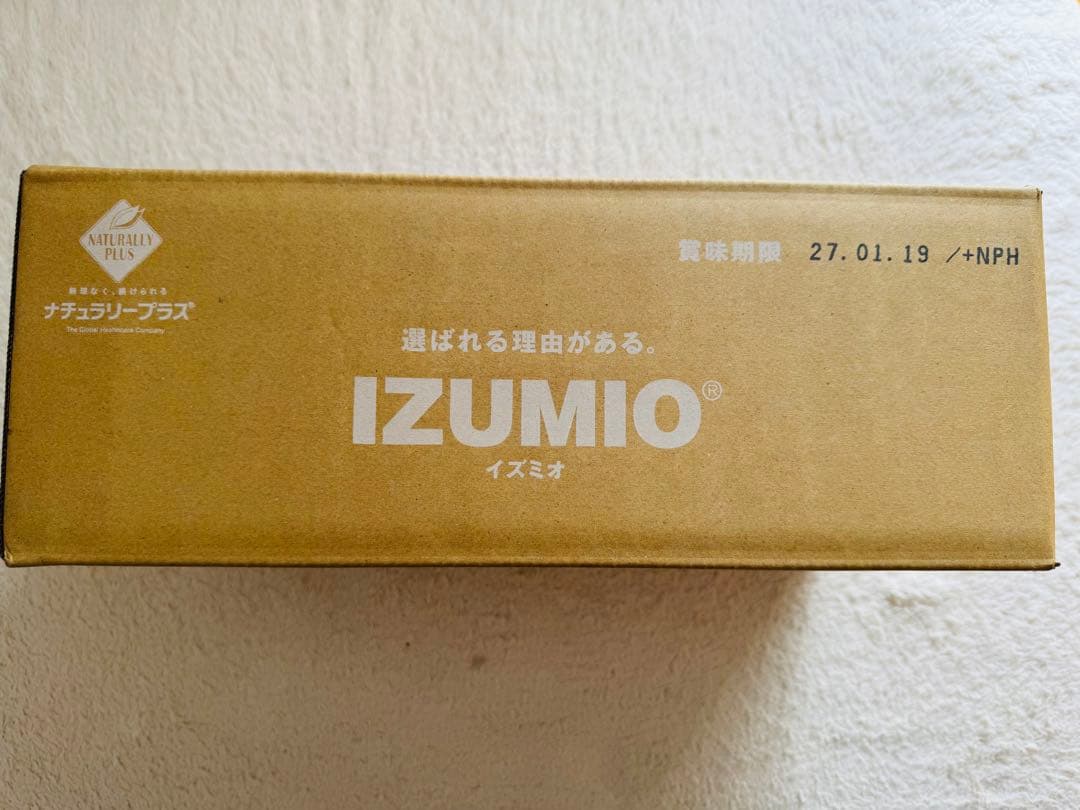 NATURALLY
PLUS
無理なく、続けられる
ナチュラリープラス®
The Global Healthcare Company
賞味期限 27.01.19 /+NPH
選ばれる理由がある。
IZUMIO®
イズミオ